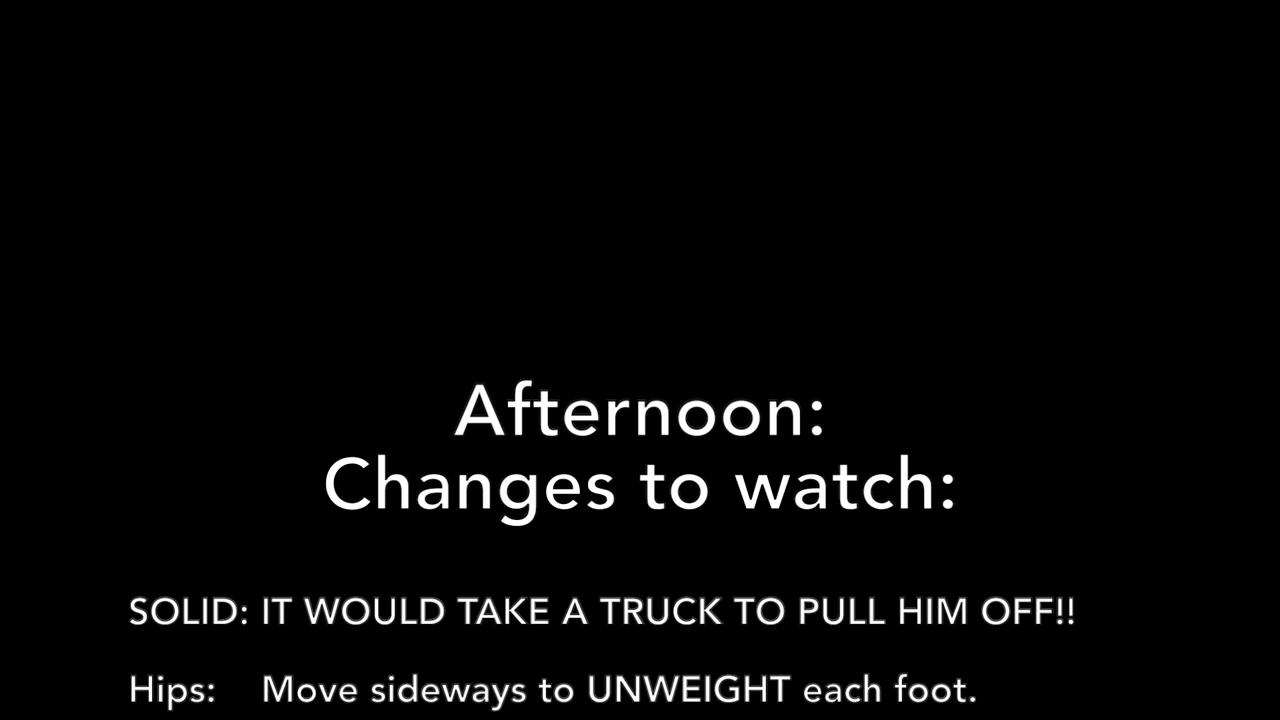 Afternoon:
Changes to watch:
SOLID: IT WOULD TAKE A TRUCK TO PULL HIM OFF!!
Hips: Move sideways to UNWEIGHT each foot.